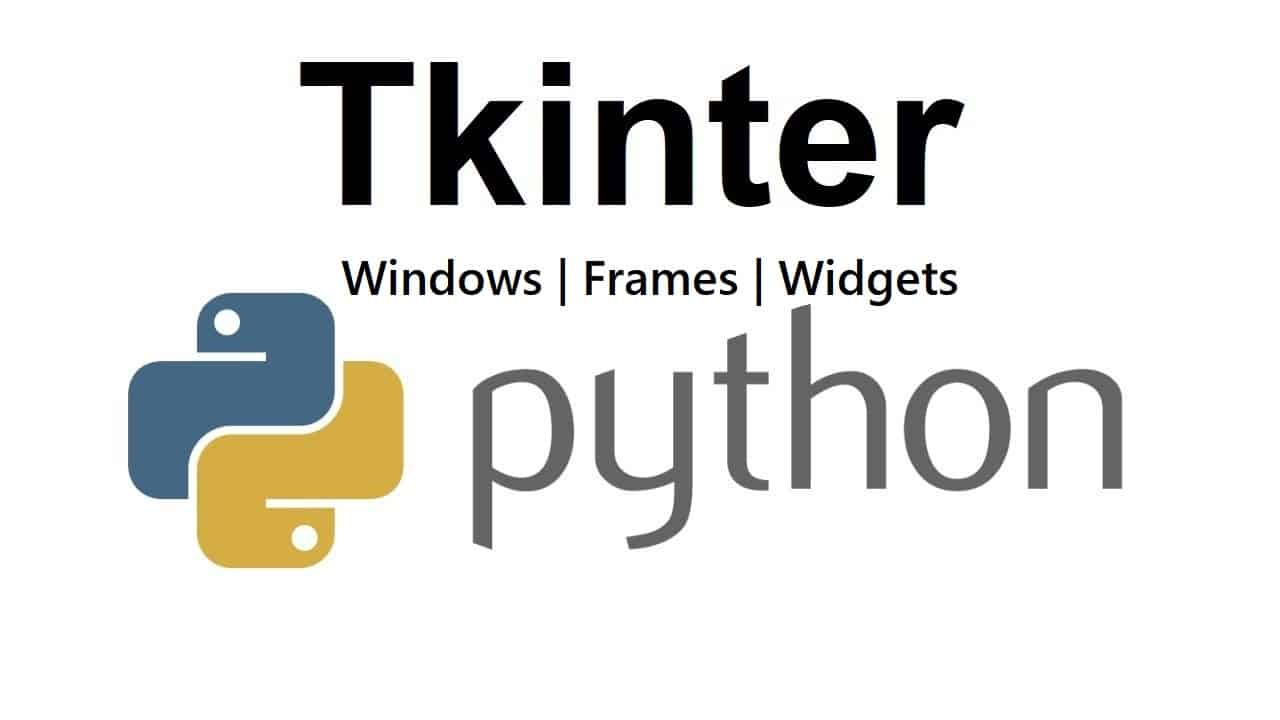 Tkinter
Windows | Frames | Widgets
python